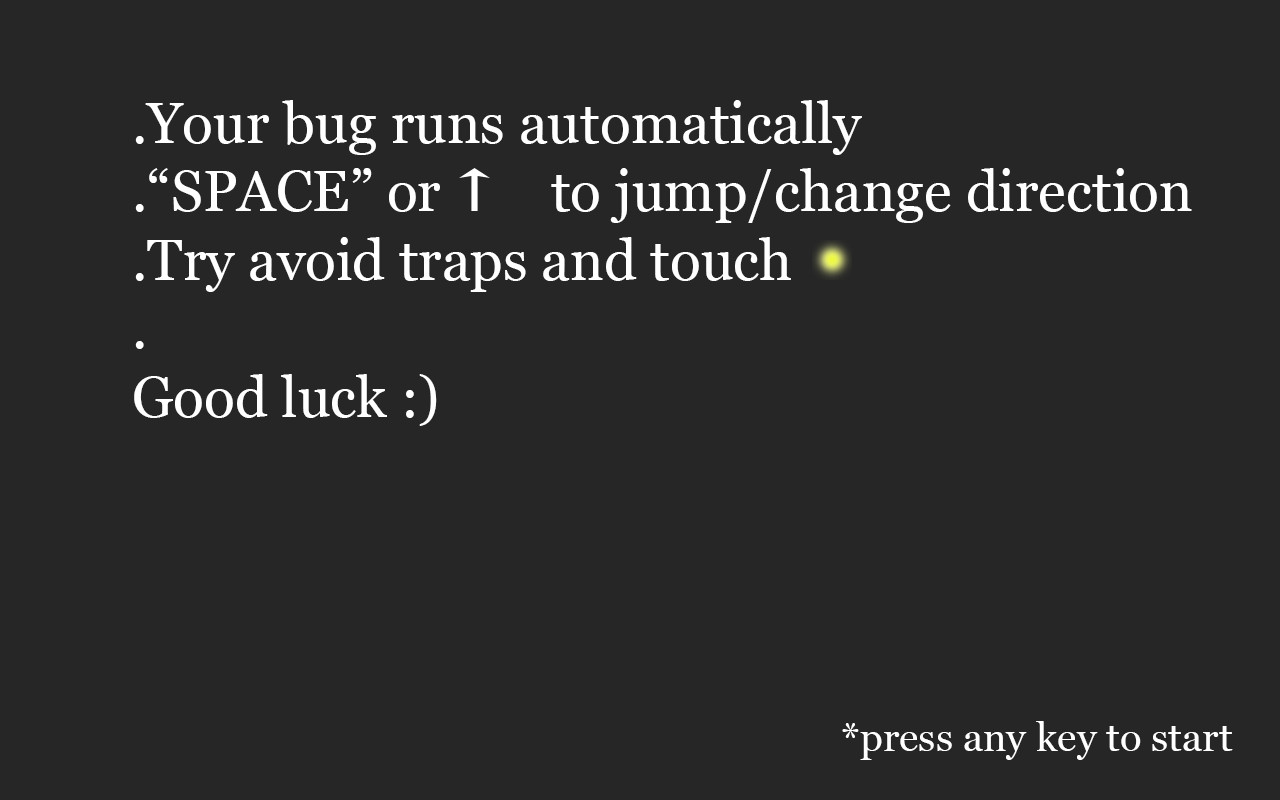 .Your bug runs automatically
.“SPACE” or ↑ to jump/change direction
.Try avoid traps and touch
.
Good luck :)
*press any key to start